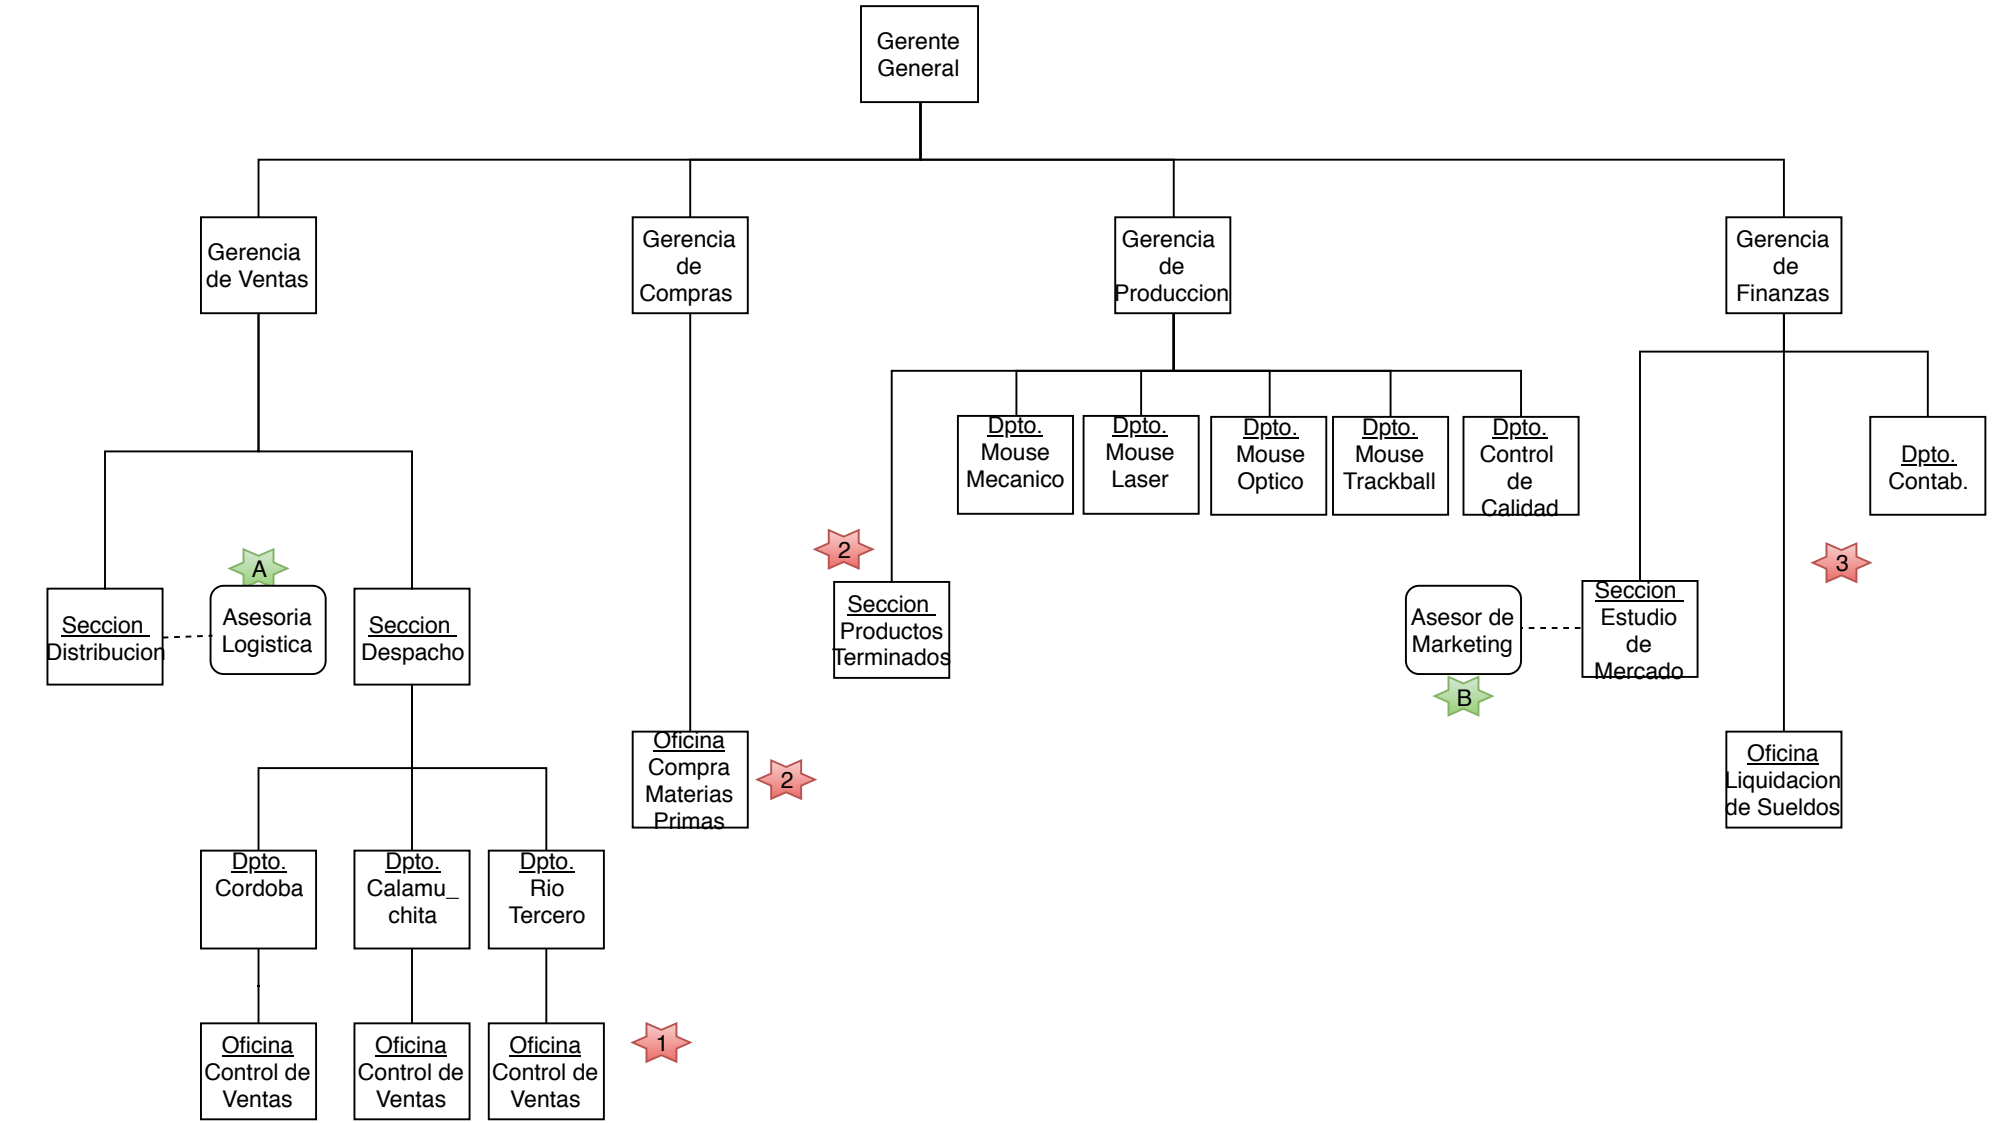 Gerente
General
Gerencia
de Ventas
Gerencia
de
Compras
Gerencia
de
Produccion
Gerencia
de
Finanzas
Dpto.
Mouse
Mecanico
Dpto.
Mouse
Laser
Dpto.
Mouse
Optico
Dpto.
Mouse
Trackball
Dpto.
Control
de
Calidad
Dpto.
Contab.
2
3
A
Seccion
Distribucion
Asesoria
Logistica
Seccion
Despacho
Seccion
Productos
Terminados
Asesor de
Marketing
B
Seccion
Estudio
de
Mercado
Oficina
Compra
Materias
Primas
2
Oficina
Liquidacion
de Sueldos
Dpto.
Cordoba
Dpto.
Calamu_
chita
Dpto.
Rio
Tercero
Oficina
Control de
Ventas
Oficina
Control de
Ventas
Oficina
Control de
Ventas
1